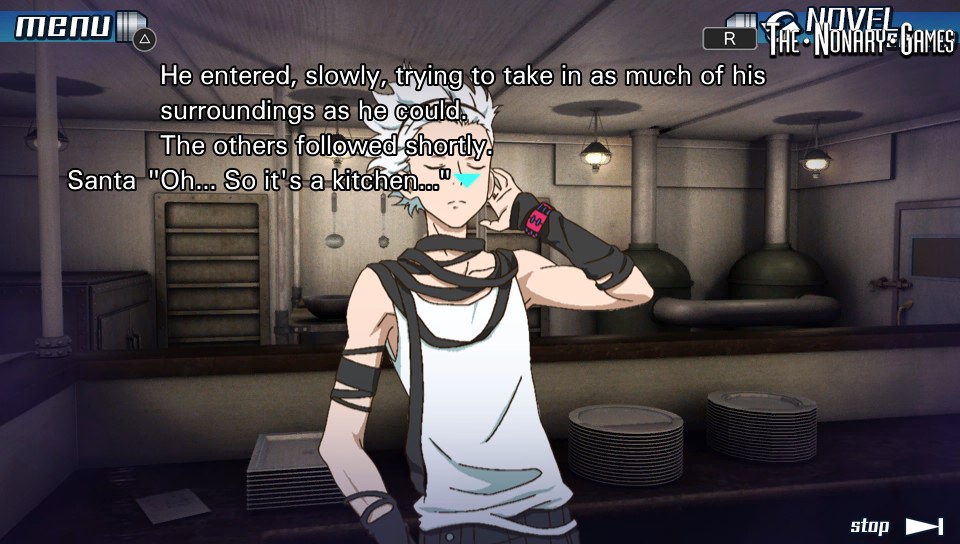 MENU
R
NOVEL
THE・NONARY・GAMES
He entered, slowly, trying to take in as much of his
surroundings as he could.
The others followed shortly.
Santa "Oh... So it's a kitchen..."
stop